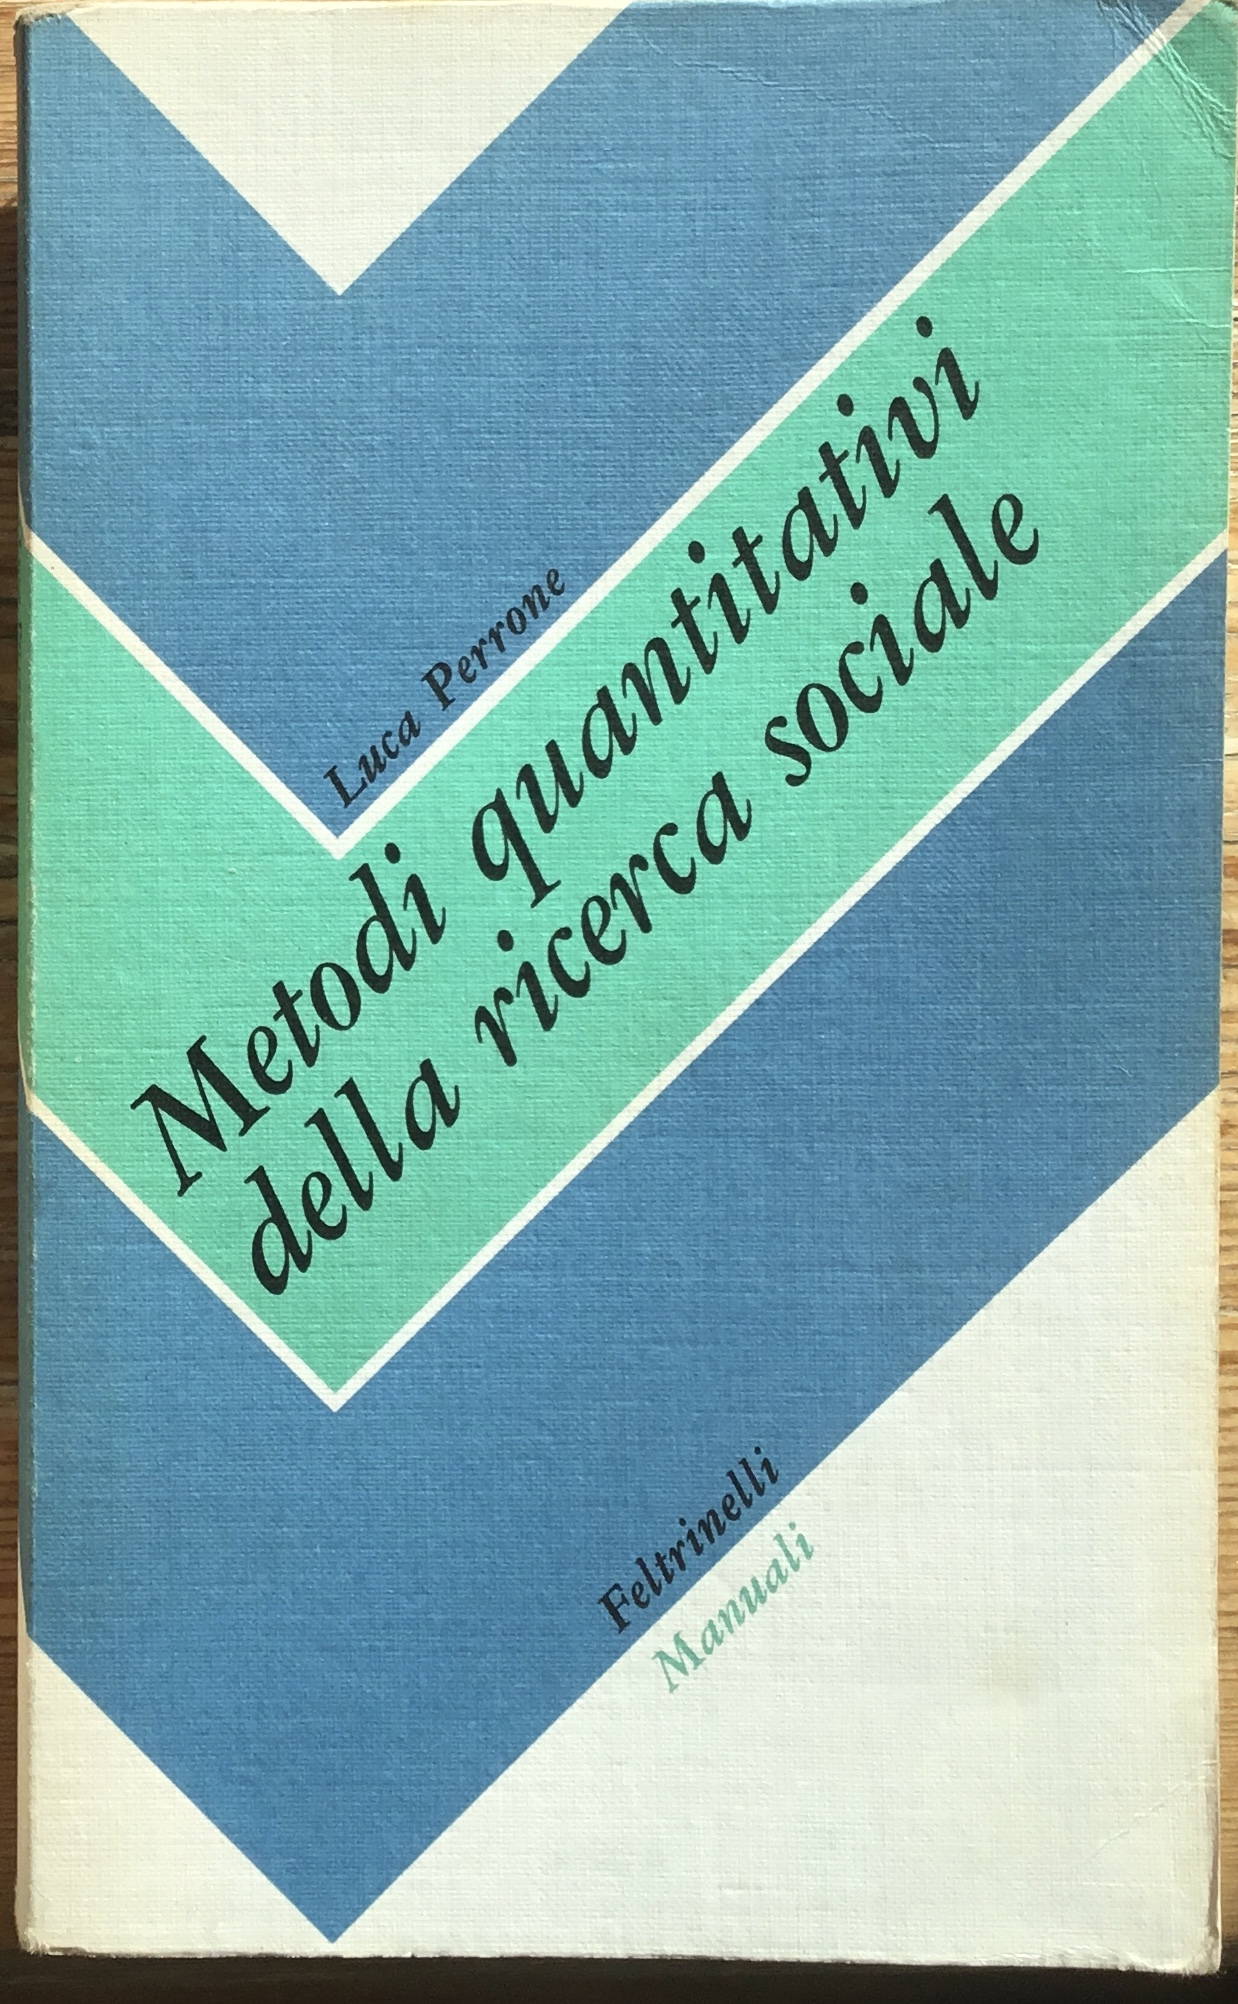 Luca Perrone
Metodi quantitativi
della ricerca sociale
Feltrinelli
Manuali